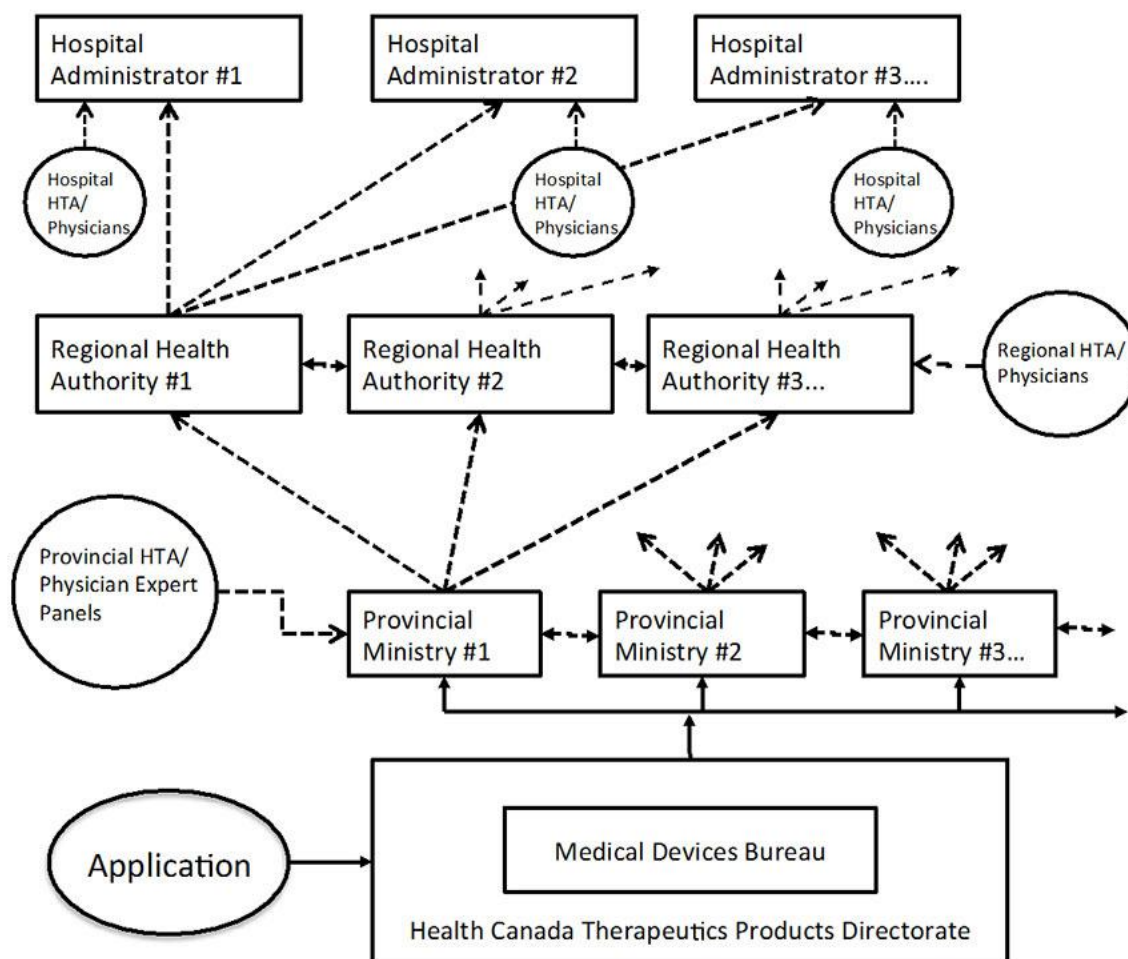 Hospital
Administrator #1
Hospital
Administrator #2
Hospital
Administrator #3....
Hospital
HTA/
Physicians
Hospital
HTA/
Physicians
Hospital
HTA/
Physicians
Regional Health
Authority #1
Regional Health
Authority #2
Regional Health
Authority #3...
Regional HTA/
Physicians
Provincial HTA/
Physician Expert
Panels
Provincial
Ministry #1
Provincial
Ministry #2
Provincial
Ministry #3...
Application
Medical Devices Bureau
Health Canada Therapeutics Products Directorate